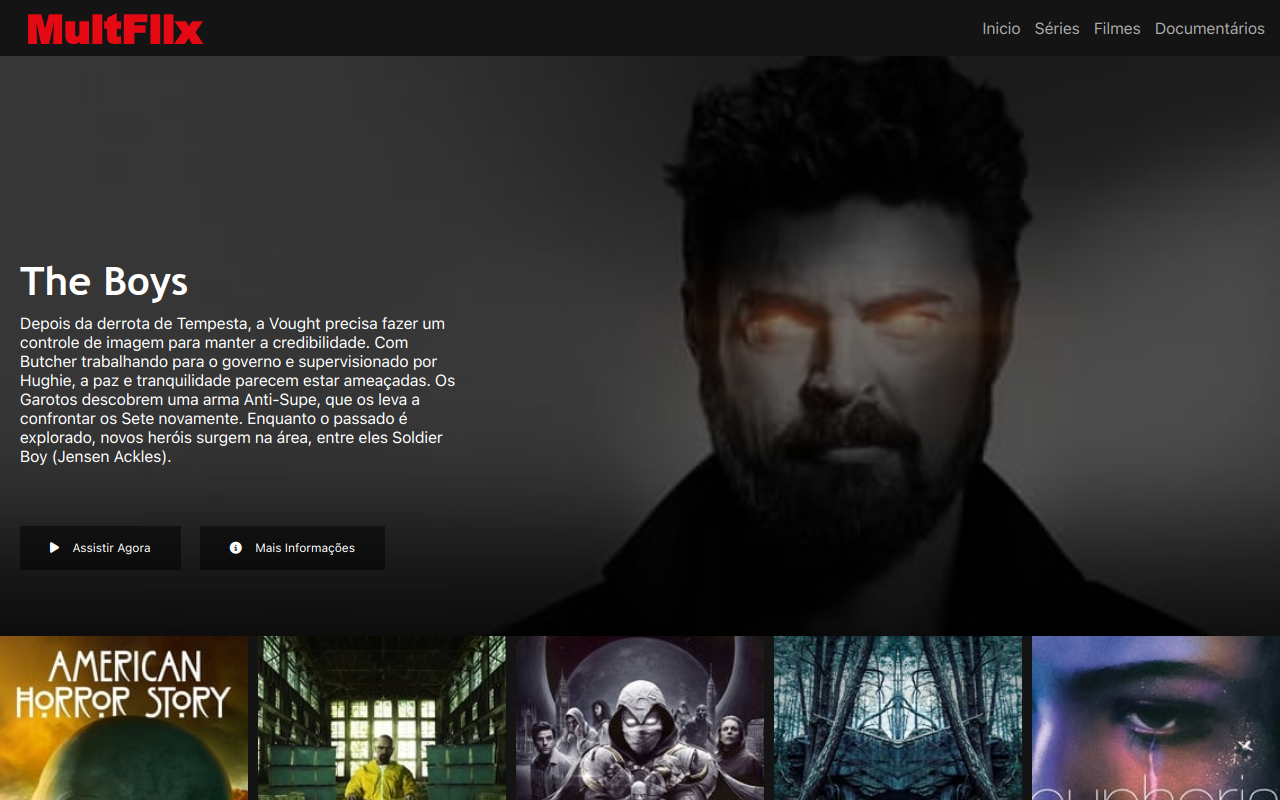 MultFlIx
Inicio Séries Filmes Documentários
The Boys
Depois da derrota de Tempesta, a Vought precisa fazer um
controle de imagem para manter a credibilidade. Com
Butcher trabalhando para o governo e supervisionado por
Hughie, a paz e tranquilidade parecem estar ameaçadas. Os
Garotos descobrem uma arma Anti-Supe, que os leva a
confrontar os Sete novamente. Enquanto o passado é
explorado, novos heróis surgem na área, entre eles Soldier
Boy (Jensen Ackles).
Assistir Agora
Mais Informações
AMERICAN
HORROR STORY
euphoria